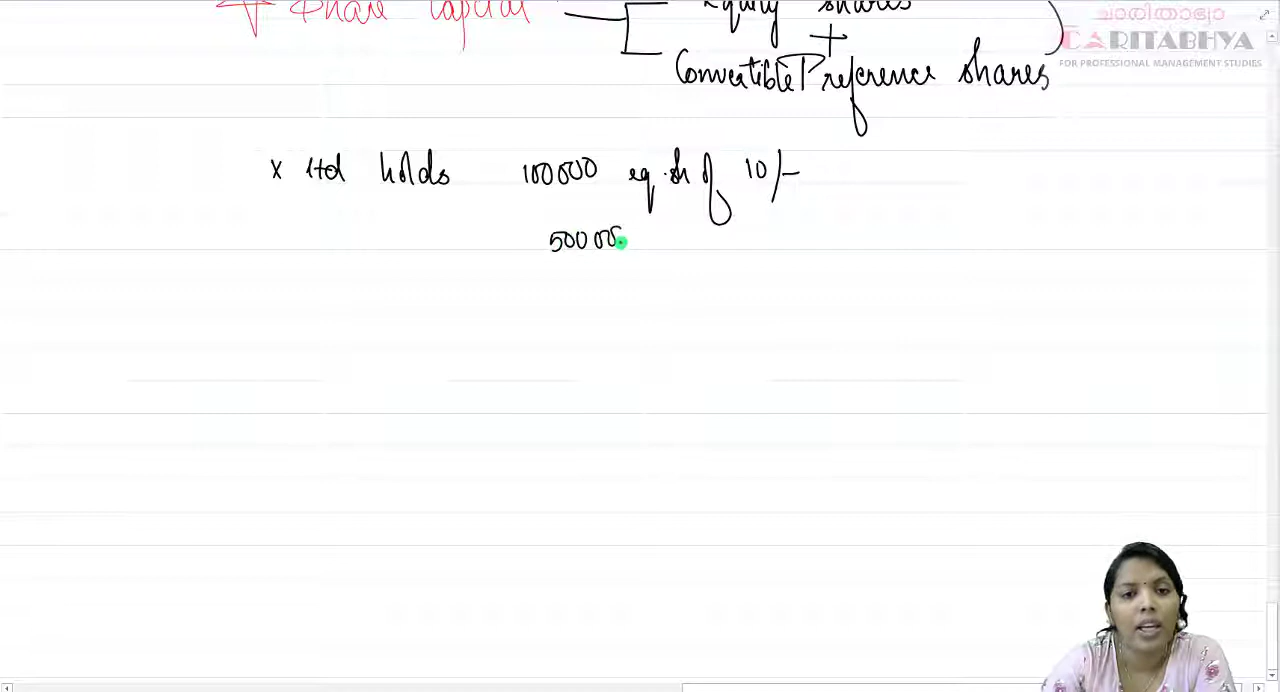 + Share Capital
Equity shares
+
Convertible Preference shares
ചാരിതാഭ്യാ
CARITABHYA
FOR PROFESSIONAL MANAGEMENT STUDIES
x ltd holds 100000 eq.sh of 10/-
500000